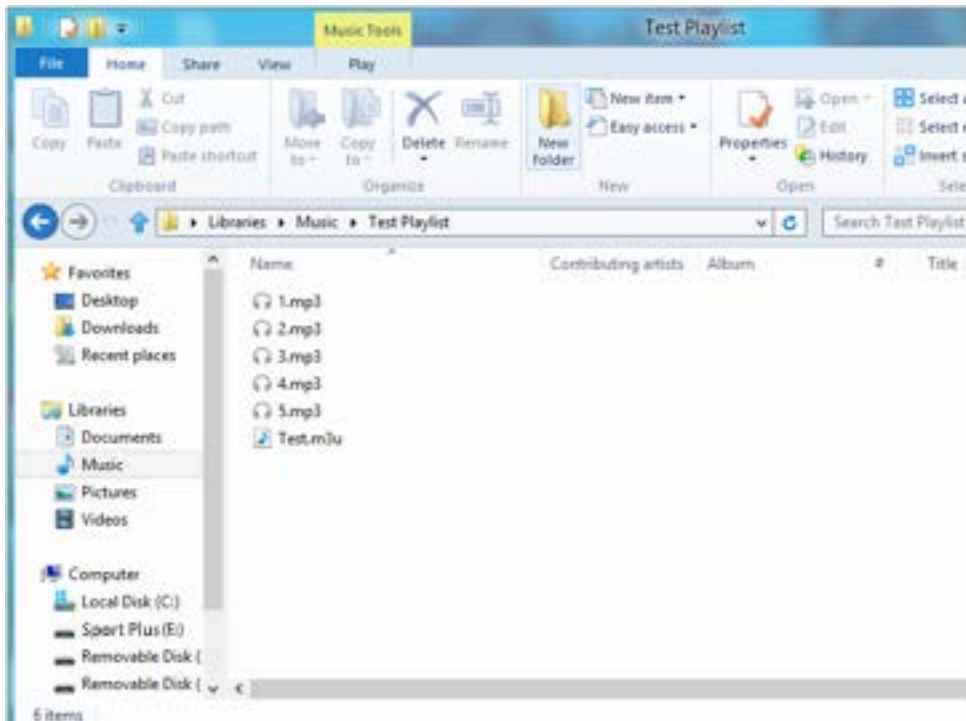 Music Tools
Test Playlist
File Home Share View Play
Copy
Paste
Cut
Copy path
Paste shortcut
Clipboard
Move to
Copy to
Delete
Rename
Organize
New folder
New item
Easy access
New
Properties
Open
Edit
History
Open
Select
Select
Invert
Libraries Music Test Playlist
Search Test Playlist
Name Contributing artists Album # Title
Favorites
Desktop
Downloads
Recent places
Libraries
Documents
Music
Pictures
Videos
Computer
Local Disk (C:)
Sport Plus (E:)
Removable Disk (
Removable Disk (
1.mp3
2.mp3
3.mp3
4.mp3
5.mp3
Test.m3u
6 items